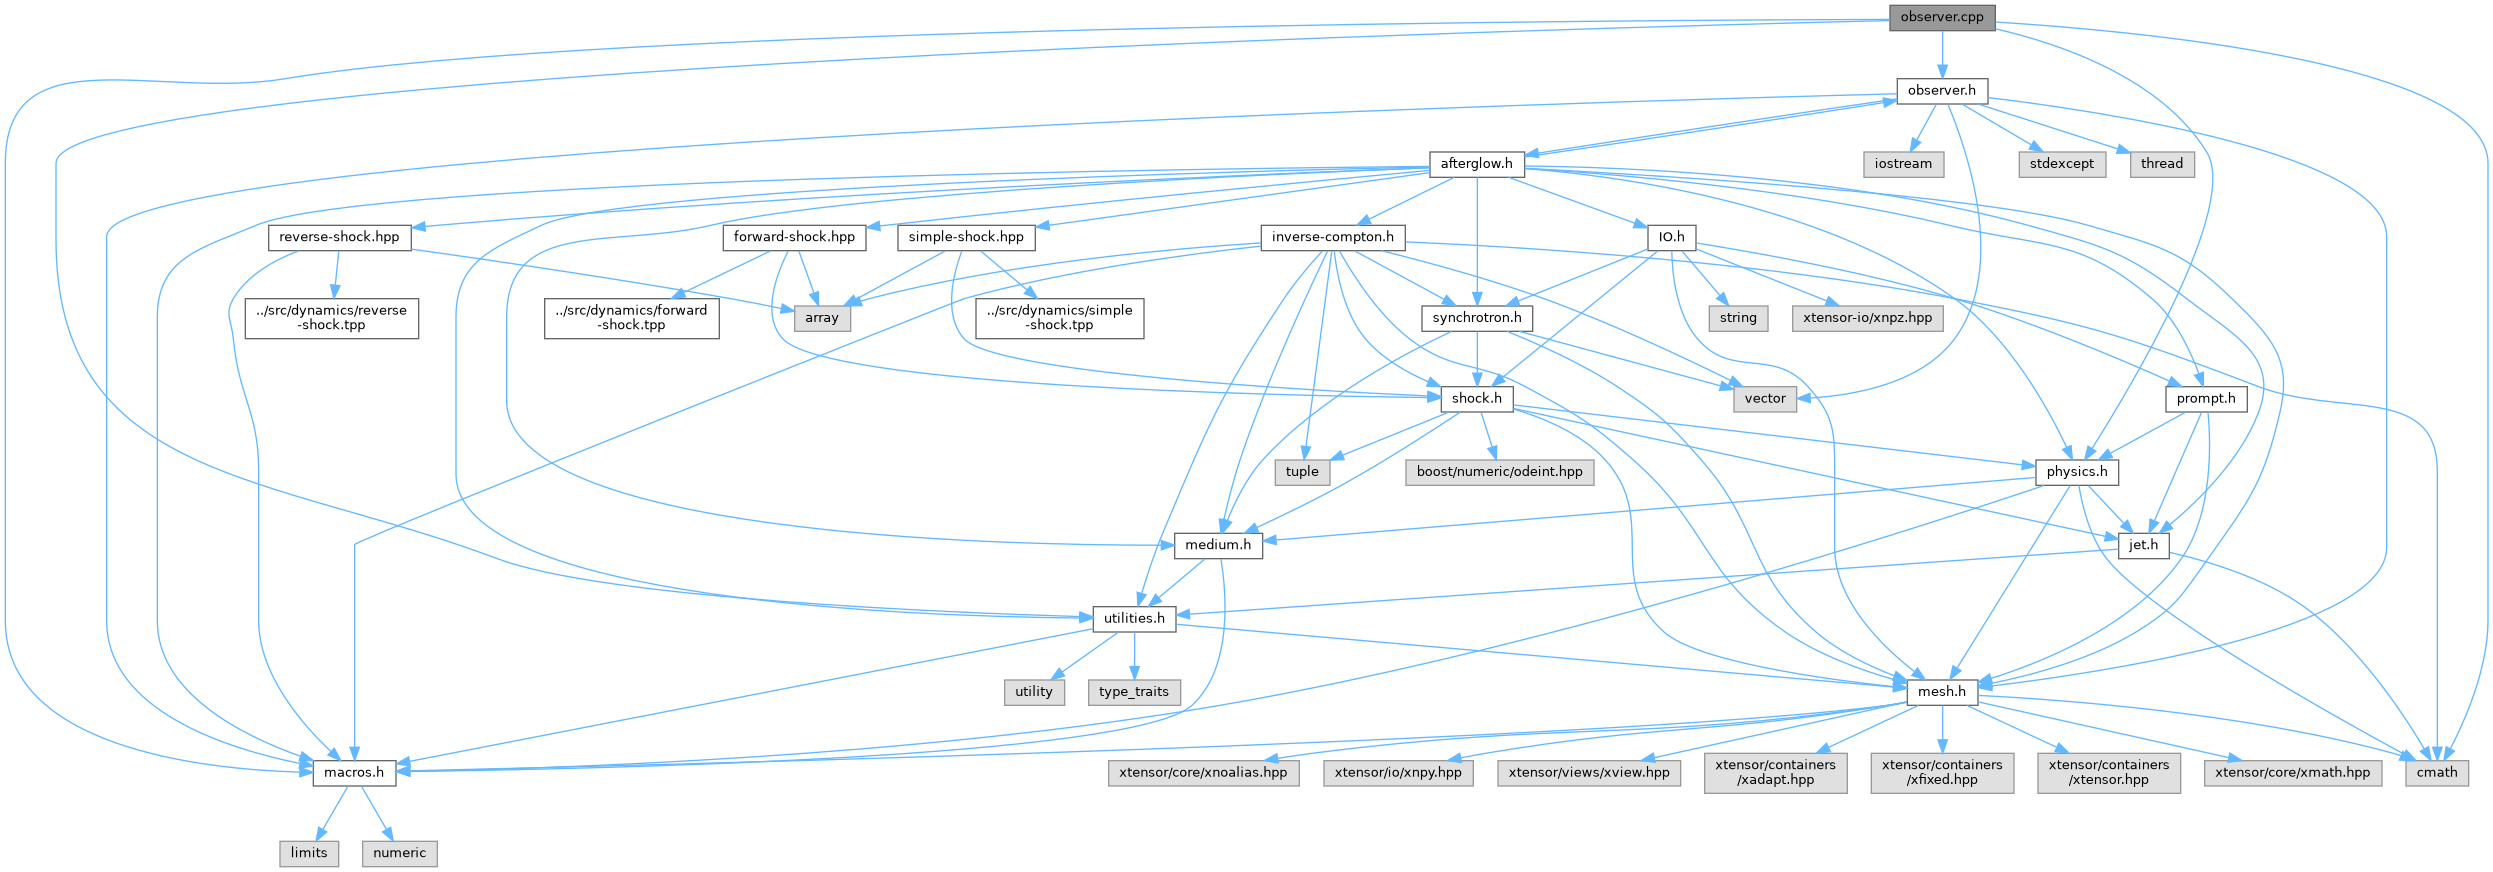 observer.cpp
observer.h
afterglow.h
iostream
stdexcept
thread
reverse-shock.hpp
forward-shock.hpp
simple-shock.hpp
inverse-compton.h
IO.h
../src/dynamics/reverse
-shock.tpp
../src/dynamics/forward
-shock.tpp
array
../src/dynamics/simple
-shock.tpp
synchrotron.h
string
xtensor-io/xnpz.hpp
shock.h
vector
prompt.h
tuple
boost/numeric/odeint.hpp
physics.h
medium.h
jet.h
utilities.h
utility
type_traits
mesh.h
macros.h
xtensor/core/xnoalias.hpp
xtensor/io/xnpy.hpp
xtensor/views/xview.hpp
xtensor/containers
/xadapt.hpp
xtensor/containers
/xfixed.hpp
xtensor/containers
/xtensor.hpp
xtensor/core/xmath.hpp
cmath
limits
numeric